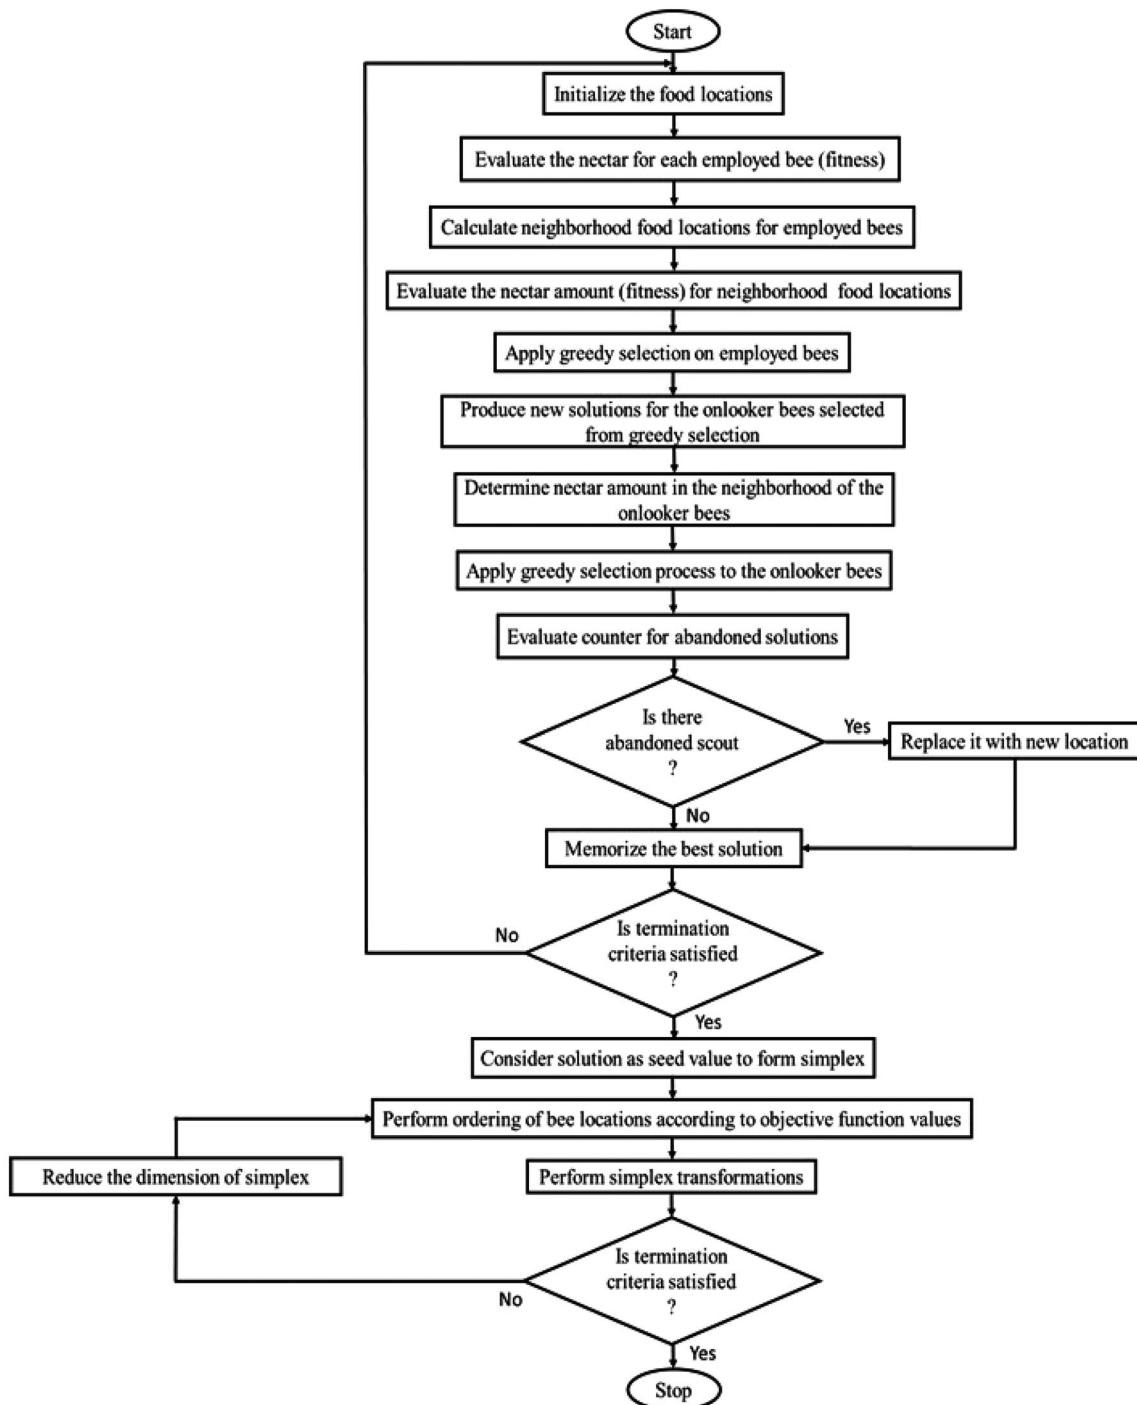 Start
Initialize the food locations
Evaluate the nectar for each employed bee (fitness)
Calculate neighborhood food locations for employed bees
Evaluate the nectar amount (fitness) for neighborhood food locations
Apply greedy selection on employed bees
Produce new solutions for the onlooker bees selected
from greedy selection
Determine nectar amount in the neighborhood of the
onlooker bees
Apply greedy selection process to the onlooker bees
Evaluate counter for abandoned solutions
Is there
abandoned scout
?
Yes
Replace it with new location
No
Memorize the best solution
Is termination
criteria satisfied
?
No
Yes
Consider solution as seed value to form simplex
Perform ordering of bee locations according to objective function values
Reduce the dimension of simplex
Perform simplex transformations
Is termination
criteria satisfied
?
No
Yes
Stop